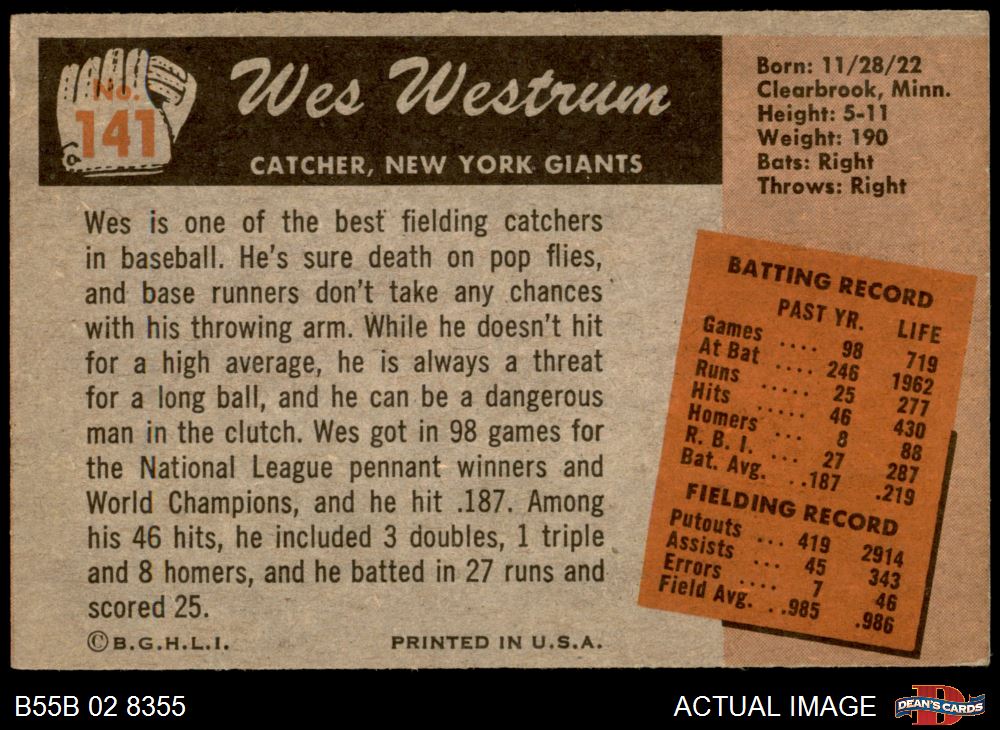 No.
141
Wes Westrum
CATCHER, NEW YORK GIANTS
Born: 11/28/22
Clearbrook, Minn.
Height: 5-11
Weight: 190
Bats: Right
Throws: Right
Wes is one of the best fielding catchers
in baseball. He's sure death on pop flies,
and base runners don't take any chances
with his throwing arm. While he doesn't hit
for a high average, he is always a threat
for a long ball, and he can be a dangerous
man in the clutch. Wes got in 98 games for
the National League pennant winners and
World Champions, and he hit .187. Among
his 46 hits, he included 3 doubles, 1 triple
and 8 homers, and he batted in 27 runs and
scored 25.
BATTING RECORD
PAST YR. LIFE
Games .... 98 719
At Bat .... 246 1962
Runs ..... 25 277
Hits ..... 46 430
Homers ... 8 88
R. B. I. ... 27 287
Bat. Avg. ..187 .219
FIELDING RECORD
Putouts ... 419 2914
Assists ... 45 343
Errors .... 7 46
Field Avg. ..985 .986
©B.G.H.L.I. PRINTED IN U.S.A.
B55B 02 8355 ACTUAL IMAGE DEAN'S CARDS